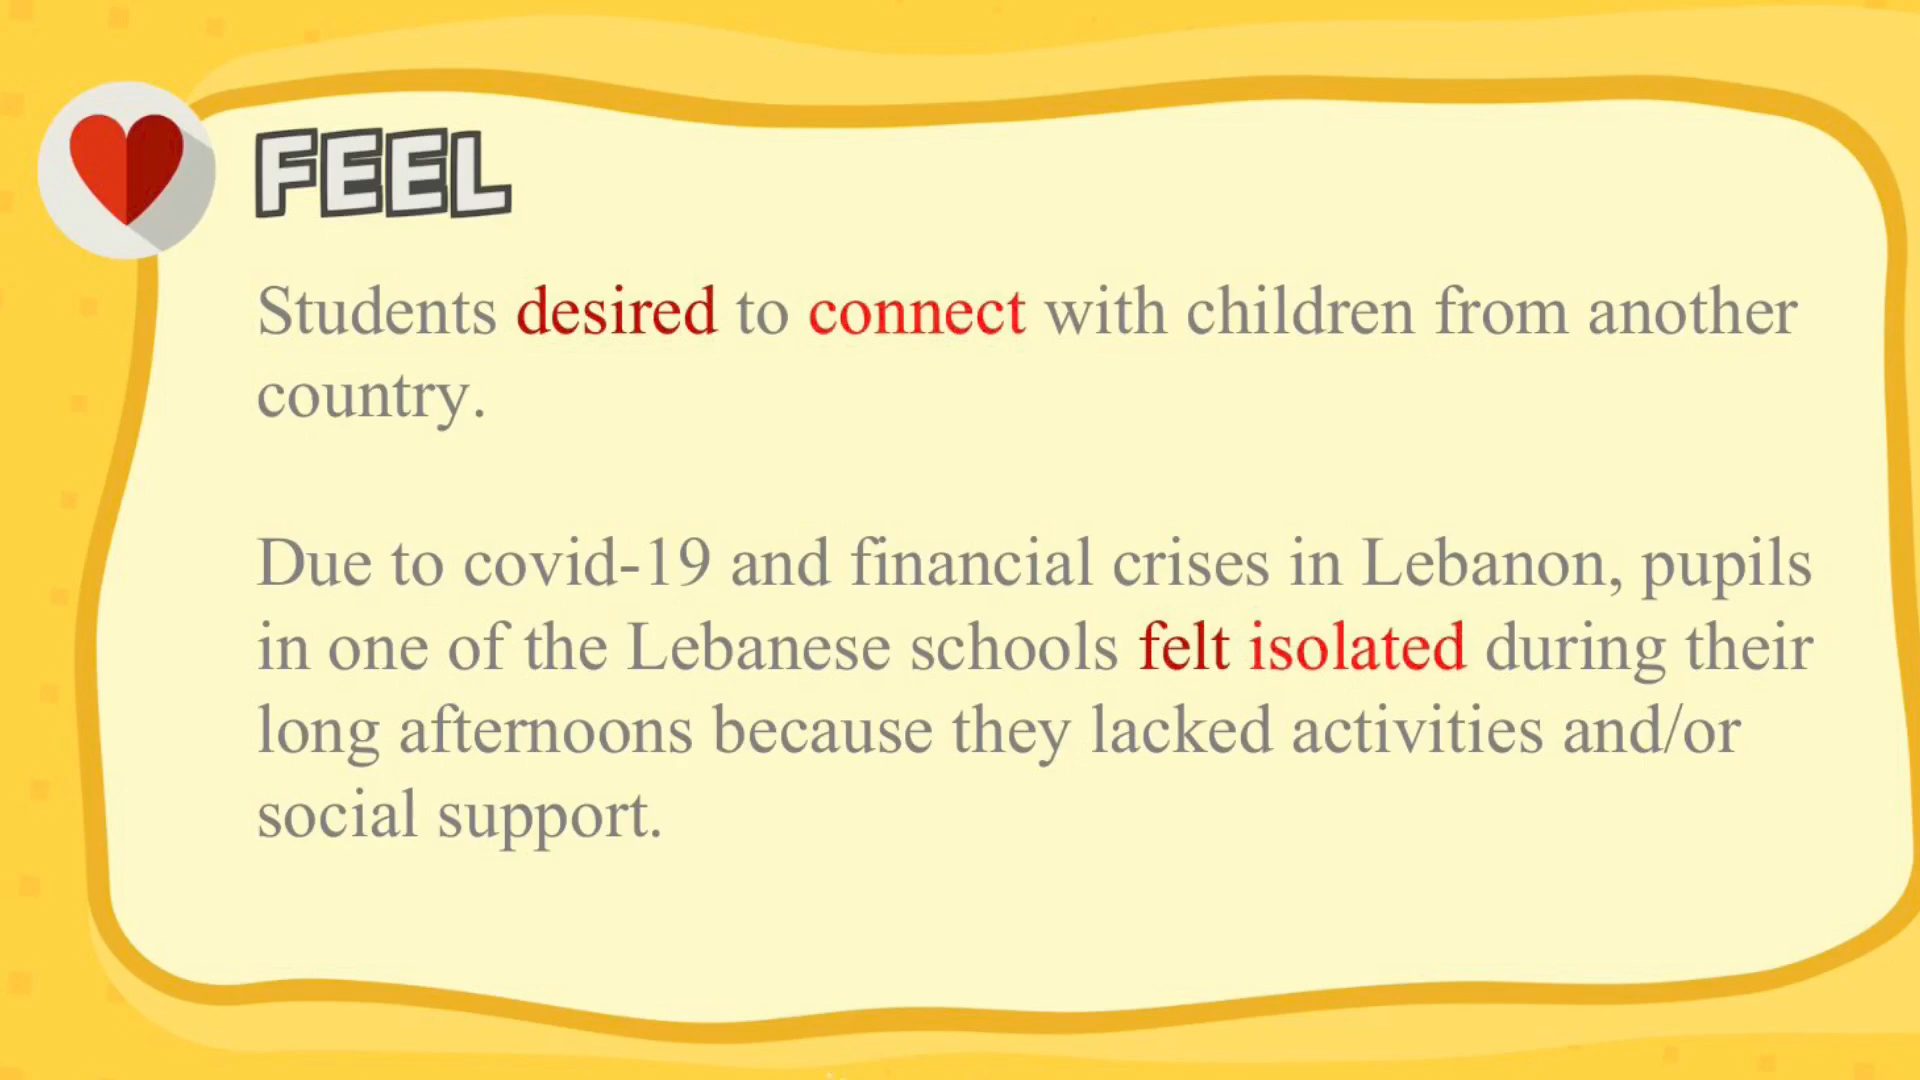 FEEL
Students desired to connect with children from another
country.
Due to covid-19 and financial crises in Lebanon, pupils
in one of the Lebanese schools felt isolated during their
long afternoons because they lacked activities and/or
social support.